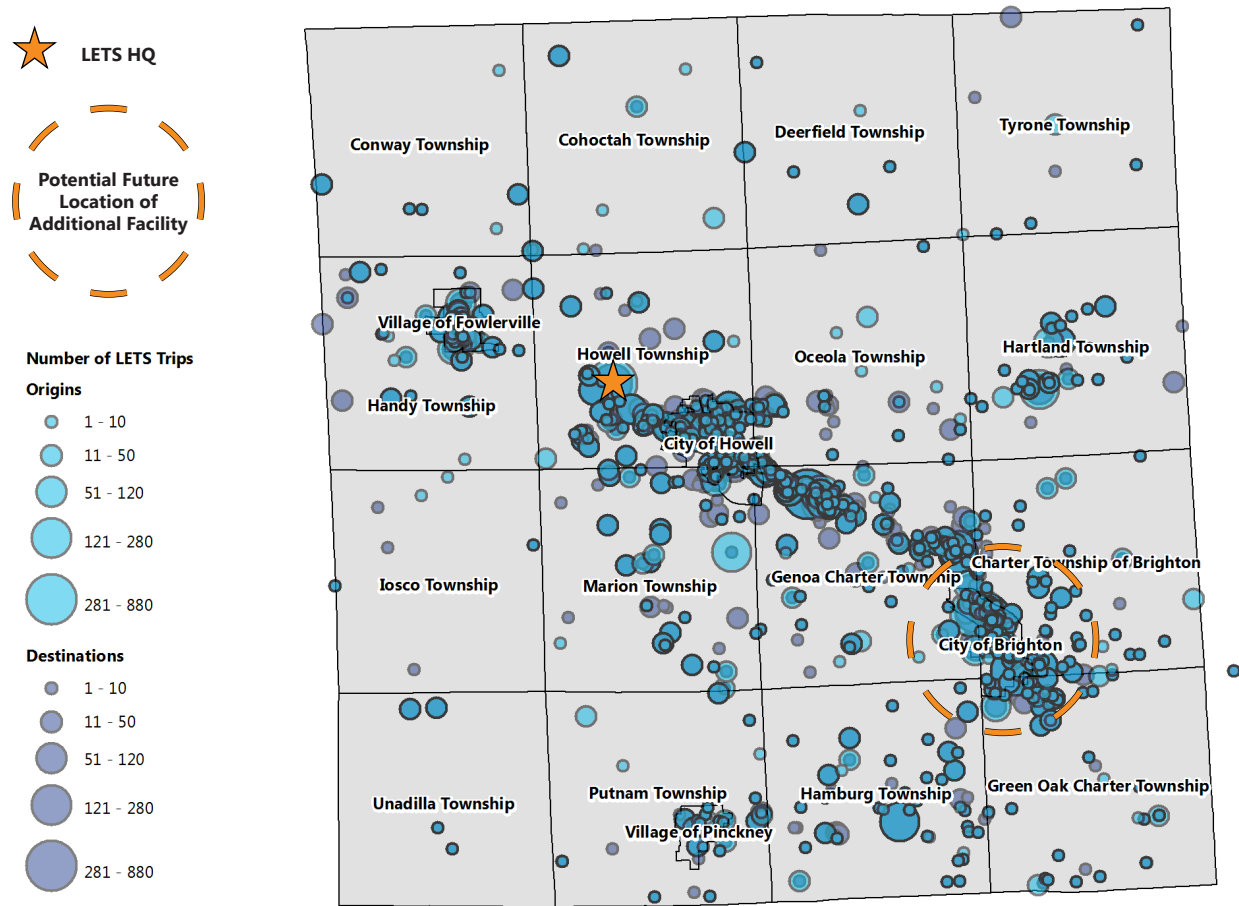 LETS HQ
Potential Future
Location of
Additional Facility
Number of LETS Trips
Origins
1 - 10
11 - 50
51 - 120
121 - 280
281 - 880
Destinations
1 - 10
11 - 50
51 - 120
121 - 280
281 - 880
Conway Township
Cohoctah Township
Deerfield Township
Tyrone Township
Village of Fowlerville
Howell Township
Oceola Township
Hartland Township
Handy Township
City of Howell
Iosco Township
Marion Township
Genoa Charter Township
Charter Township of Brighton
City of Brighton
Unadilla Township
Putnam Township
Village of Pinckney
Hamburg Township
Green Oak Charter Township